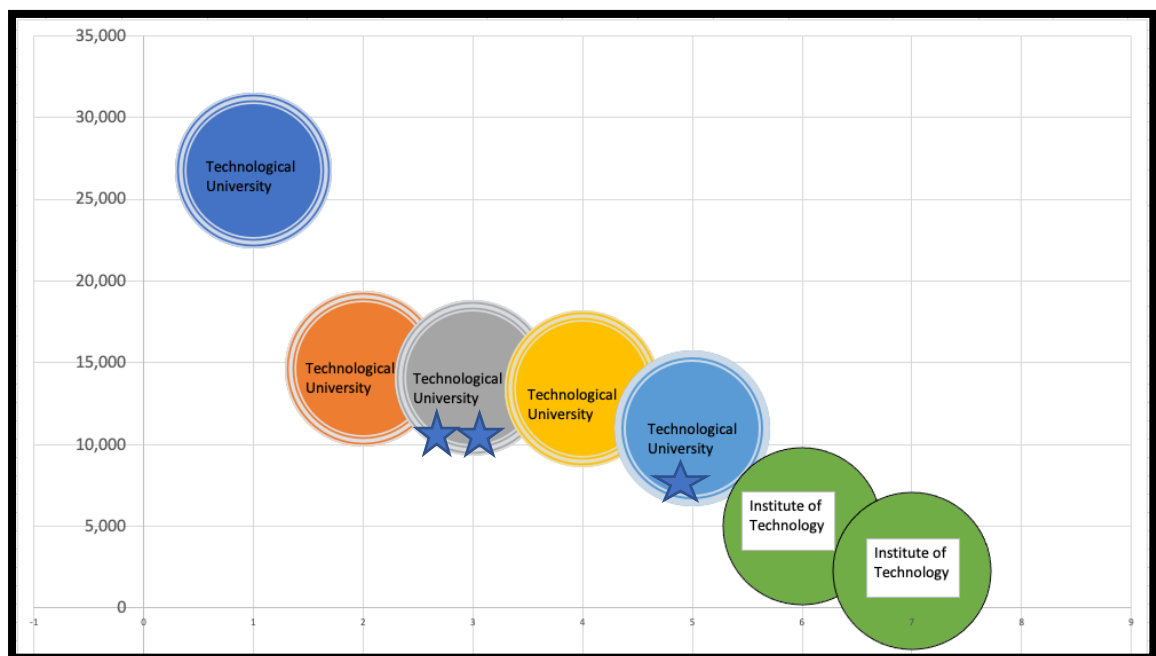 35,000
30,000
25,000
20,000
15,000
10,000
5,000
0
Technological
University
Technological
University
Technological
University
Technological
University
Technological
University
Institute of
Technology
Institute of
Technology
-1 0 1 2 3 4 5 6 7 8 9